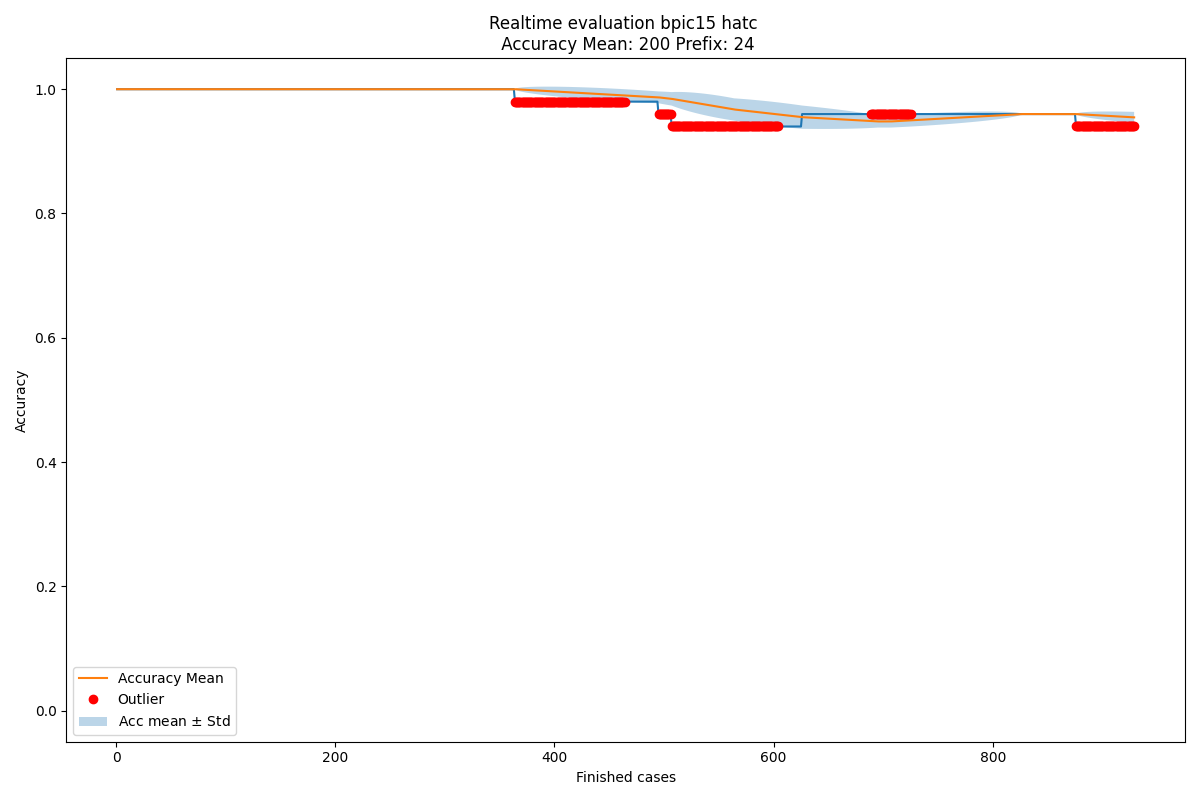 Realtime evaluation bpic15 hatc
Accuracy Mean: 200 Prefix: 24
1.0
0.8
0.6
0.4
0.2
0.0
Accuracy
Accuracy Mean
Outlier
Acc mean ± Std
0
200
400
600
800
Finished cases